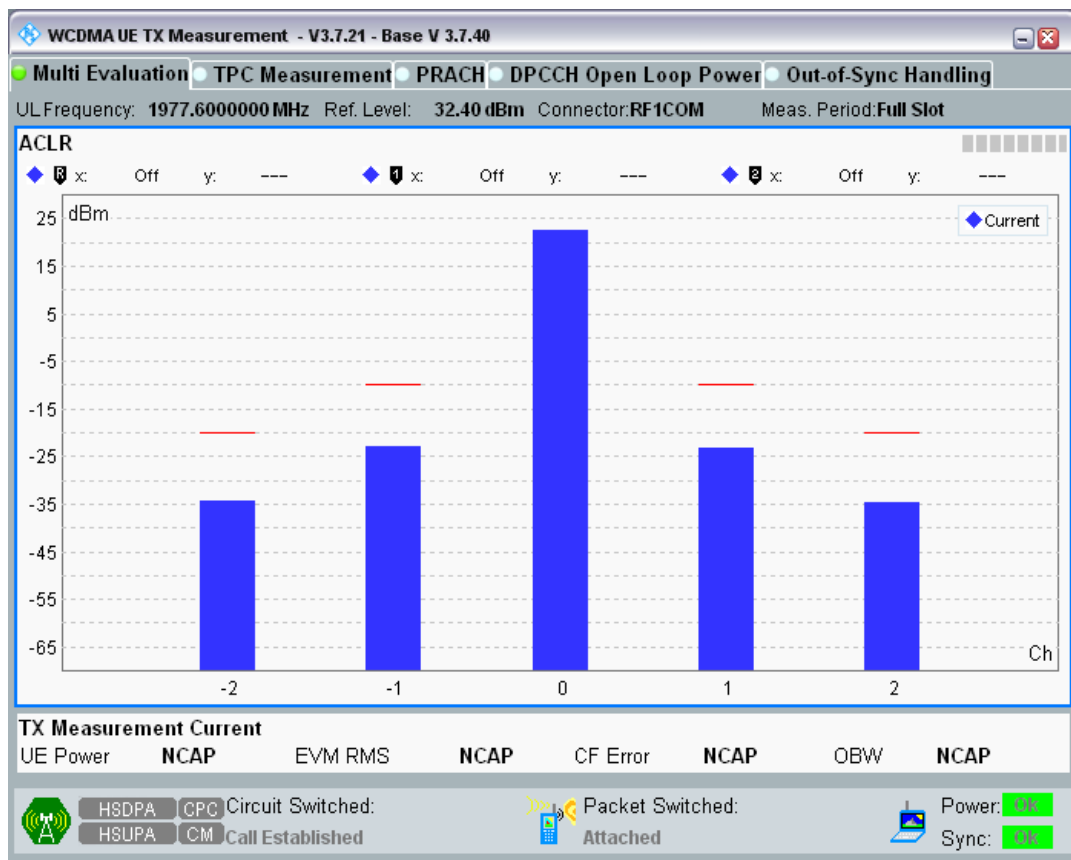 WCDMA UE TX Measurement - V3.7.21 - Base V 3.7.40
Multi Evaluation TPC Measurement PRACH DPCCH Open Loop Power Out-of-Sync Handling
UL Frequency: 1977.6000000 MHz Ref. Level: 32.40 dBm Connector:RF1COM Meas. Period:Full Slot
ACLR
R x: Off y: --- 1 x: Off y: --- 2 x: Off y: ---
dBm
Current
25
15
5
-5
-15
-25
-35
-45
-55
-65
Ch
-2 -1 0 1 2
TX Measurement Current
UE Power NCAP EVM RMS NCAP CF Error NCAP OBW NCAP
HSDPA CPC Circuit Switched: Packet Switched: Power: Ok
HSUPA CM Call Established Attached Sync: Ok